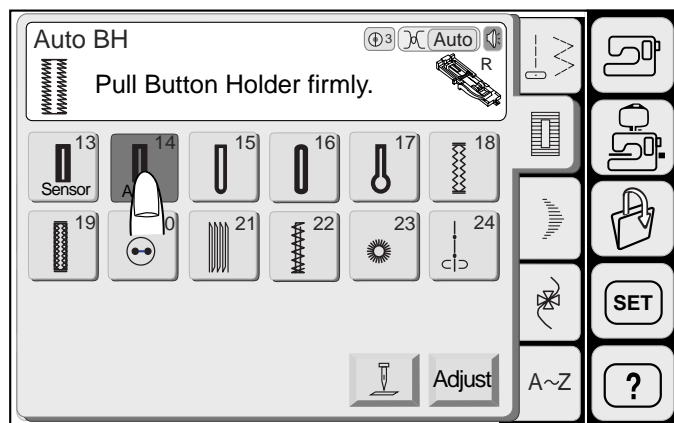 Auto BH
3 Auto
R
Pull Button Holder firmly.
13 14 15 16 17 18
Sensor
19 21 22 23 24
Adjust
A~Z
SET
?